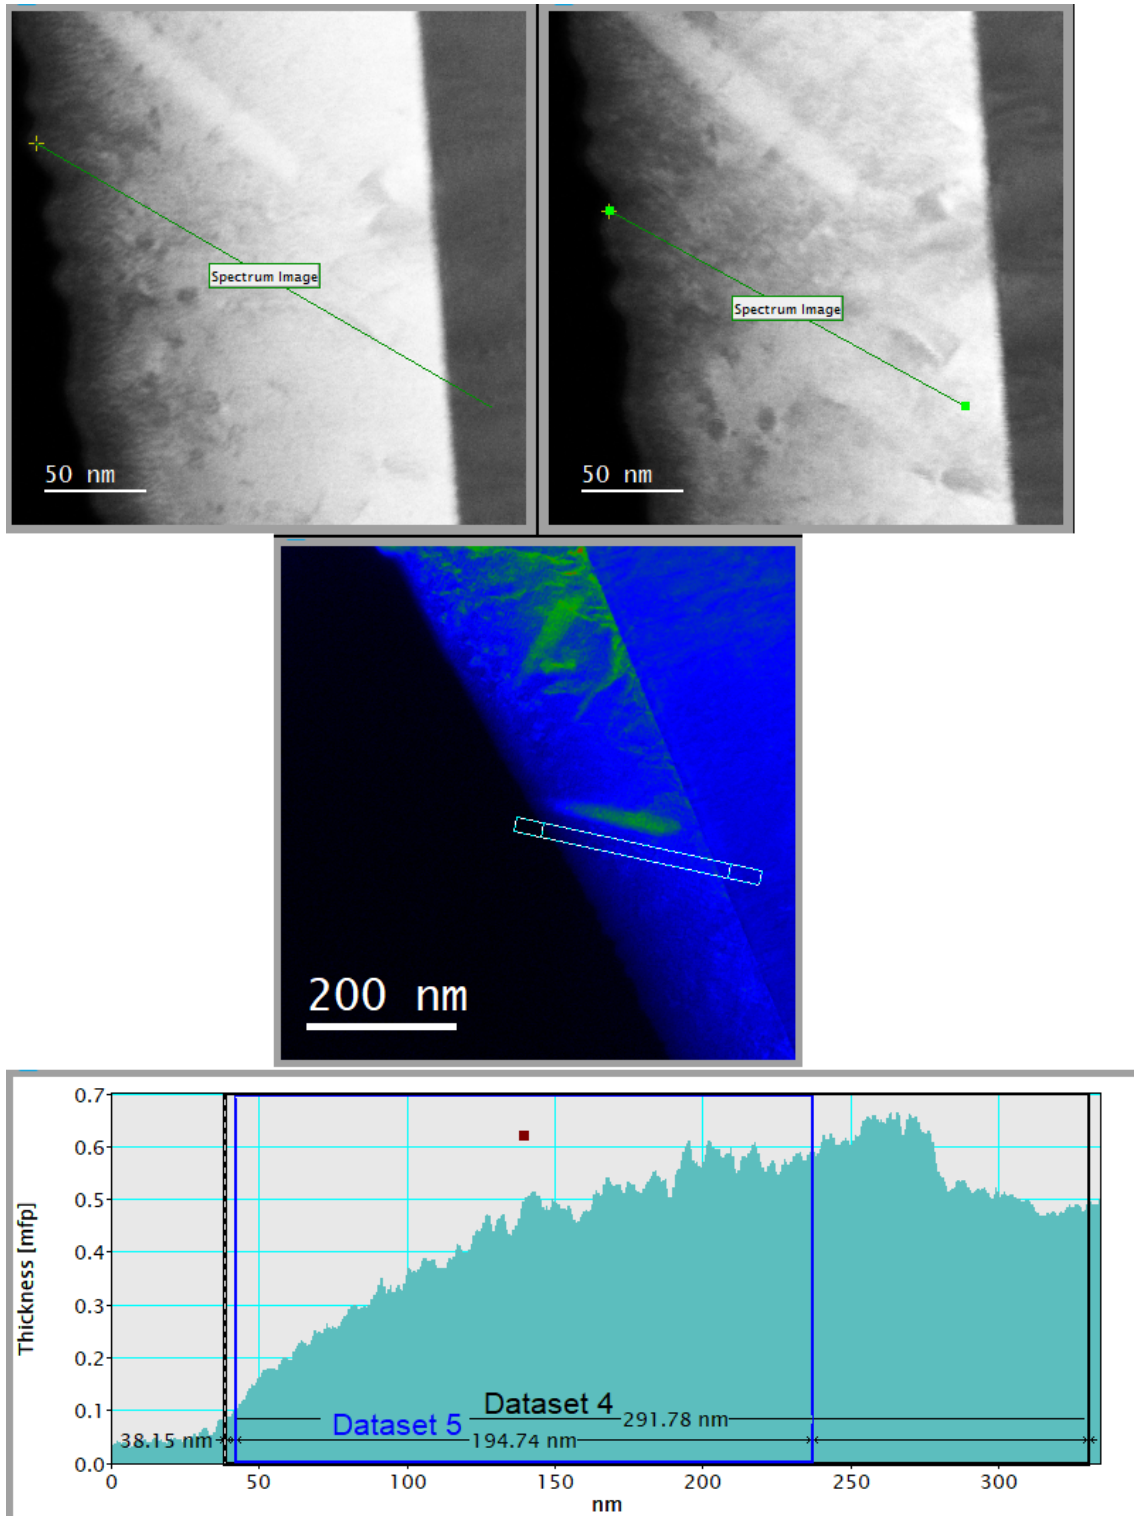 Spectrum Image
50 nm
Spectrum Image
50 nm
200 nm
Thickness [mfp]
0.7
0.6
0.5
0.4
0.3
0.2
0.1
0.0
Dataset 4
291.78 nm
Dataset 5
38.15 nm
194.74 nm
0
50
100
150
200
250
300
nm